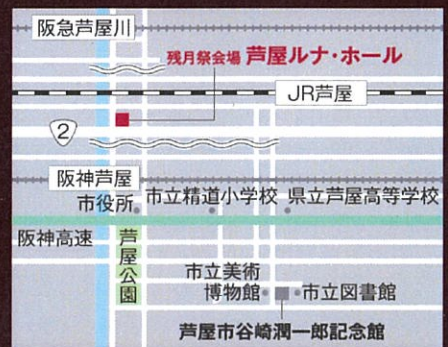 阪急芦屋川
残月祭会場 芦屋ルナ・ホール
JR芦屋
2
阪神芦屋
市役所
市立精道小学校
県立芦屋高等学校
阪神高速
芦屋公園
市立美術
博物館
市立図書館
芦屋市谷崎潤一郎記念館